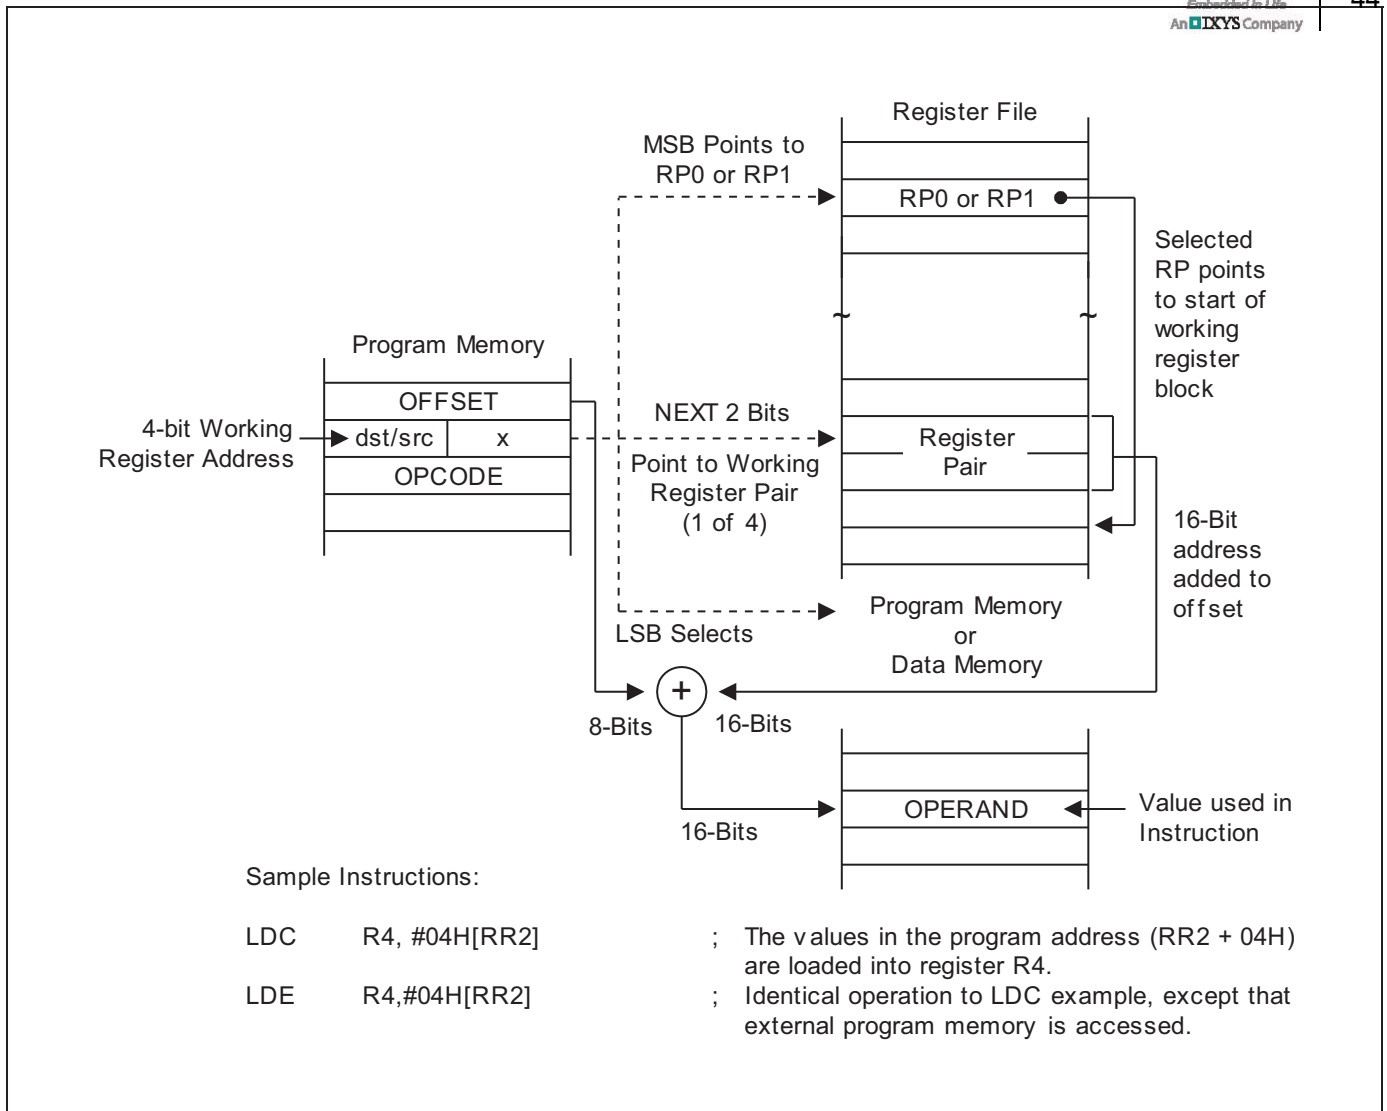 Embedded in Life
An IXYS Company
44
Register File
MSB Points to
RP0 or RP1
RP0 or RP1
Selected
RP points
to start of
working
register
block
~ ~
Program Memory
OFFSET
4-bit Working
Register Address
dst/src x
OPCODE
NEXT 2 Bits
Point to Working
Register Pair
(1 of 4)
Register
Pair
16-Bit
address
added to
offset
LSB Selects
Program Memory
or
Data Memory
+
8-Bits
16-Bits
16-Bits
OPERAND
Value used in
Instruction
Sample Instructions:
LDC R4, #04H[RR2] ; The values in the program address (RR2 + 04H)
are loaded into register R4.
LDE R4,#04H[RR2] ; Identical operation to LDC example, except that
external program memory is accessed.